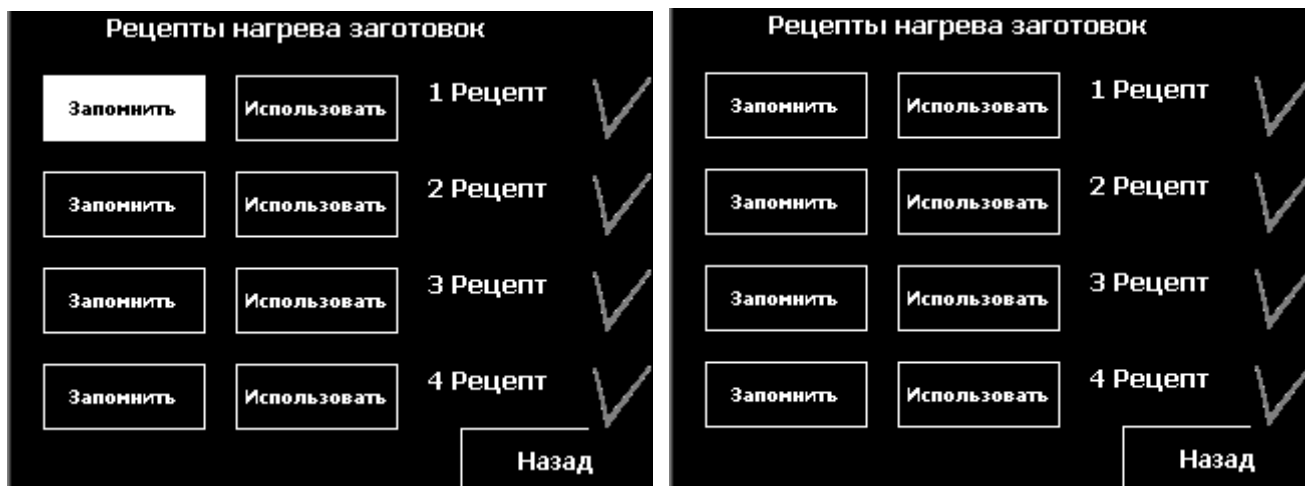 Рецепты нагрева заготовок
Запомнить Использовать 1 Рецепт
Запомнить Использовать 2 Рецепт
Запомнить Использовать 3 Рецепт
Запомнить Использовать 4 Рецепт
Назад
Рецепты нагрева заготовок
Запомнить Использовать 1 Рецепт
Запомнить Использовать 2 Рецепт
Запомнить Использовать 3 Рецепт
Запомнить Использовать 4 Рецепт
Назад